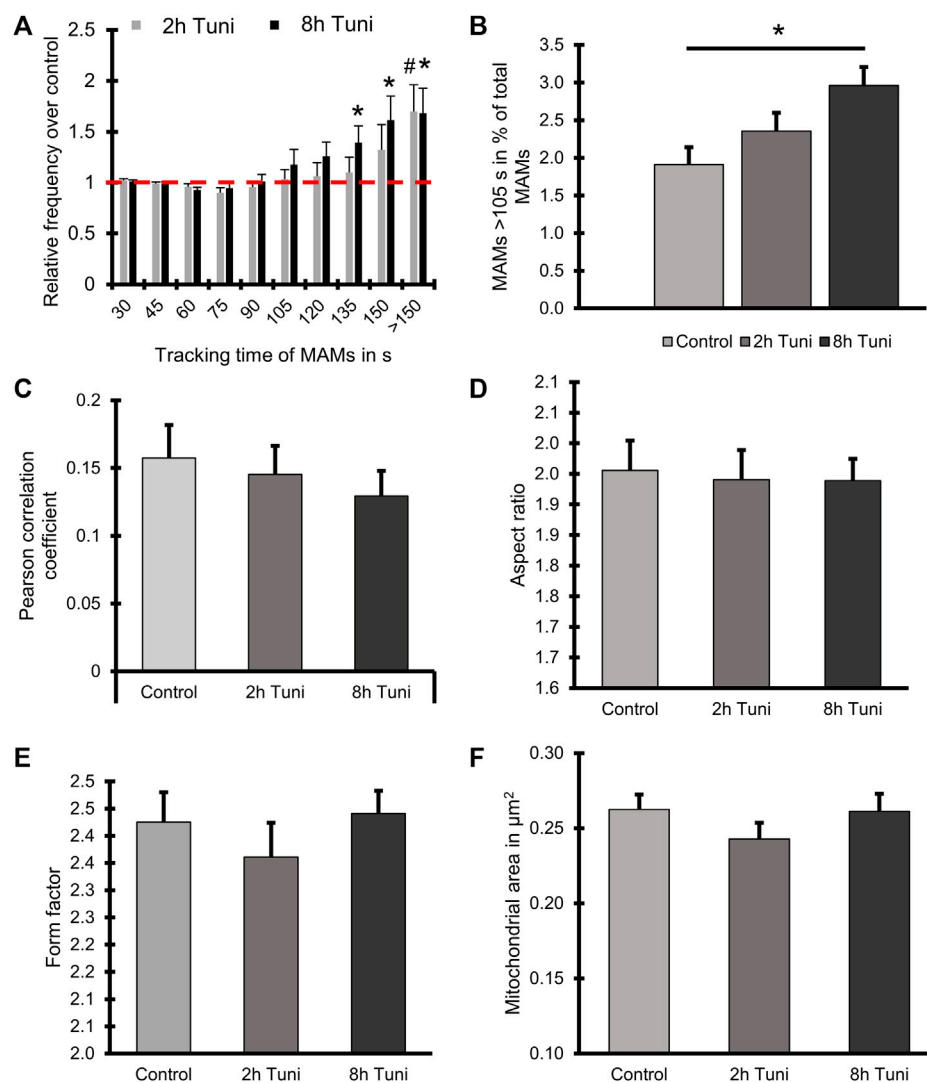 A
2h Tuni
8h Tuni
Relative frequency over control
2.5
2
1.5
1
0.5
0
*
*
# *
30
45
60
75
90
105
120
135
150
>150
Tracking time of MAMs in s
B
MAMs >105 s in % of total
MAMs
3.5
3.0
2.5
2.0
1.5
1.0
0.5
0.0
*
Control
2h Tuni
8h Tuni
C
Pearson correlation
coefficient
0.2
0.15
0.1
0.05
0
Control
2h Tuni
8h Tuni
D
Aspect ratio
2.1
2.1
2.0
2.0
1.9
1.9
1.8
1.8
1.7
1.7
1.6
Control
2h Tuni
8h Tuni
E
Form factor
2.5
2.5
2.4
2.4
2.3
2.3
2.2
2.2
2.1
2.1
2.0
Control
2h Tuni
8h Tuni
F
Mitochondrial area in µm²
0.30
0.25
0.20
0.15
0.10
Control
2h Tuni
8h Tuni